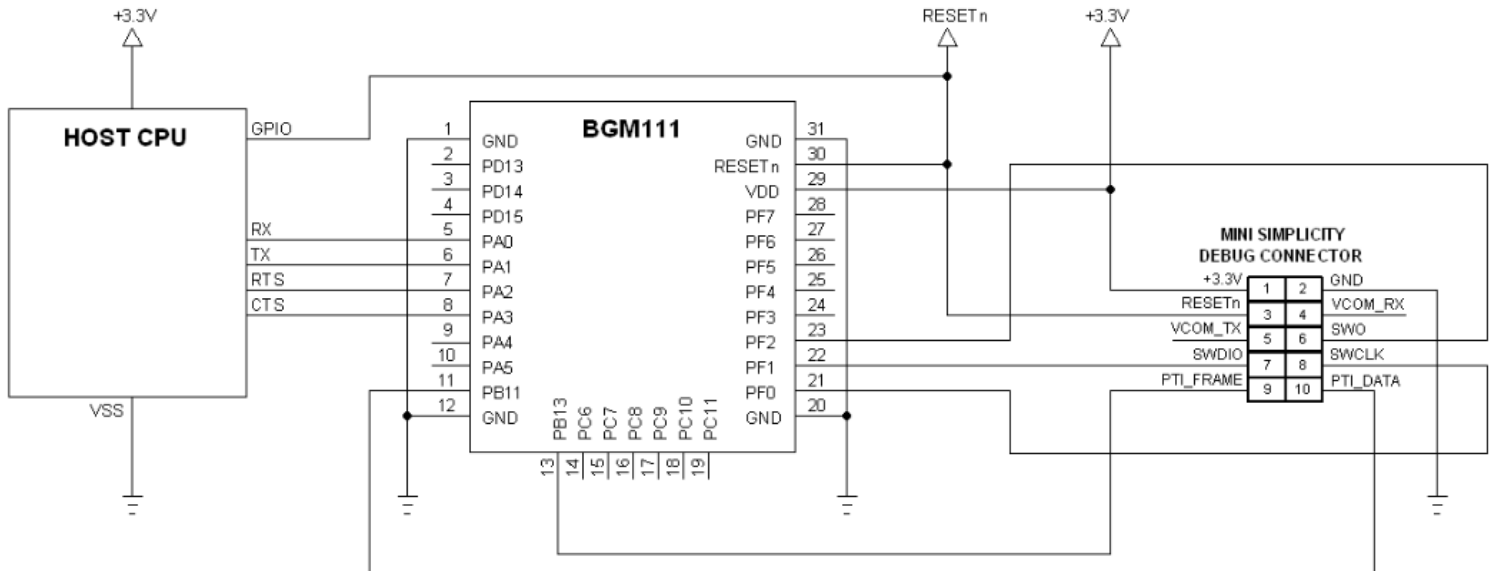 +3.3V
RESETn
+3.3V
HOST CPU
GPIO
RX
TX
RTS
CTS
VSS
BGM111
1 GND
2 PD13
3 PD14
4 PD15
5 PA0
6 PA1
7 PA2
8 PA3
9 PA4
10 PA5
11 PB11
12 GND
13 PB13
14 PC6
15 PC7
16 PC8
17 PC9
18 PC10
19 PC11
GND 31
RESETn 30
VDD 29
PF7 28
PF6 27
PF5 26
PF4 25
PF3 24
PF2 23
PF1 22
PF0 21
GND 20
MINI SIMPLICITY
DEBUG CONNECTOR
+3.3V 1 2 GND
RESETn 3 4 VCOM_RX
VCOM_TX 5 6 SWO
SWDIO 7 8 SWCLK
PTI_FRAME 9 10 PTI_DATA